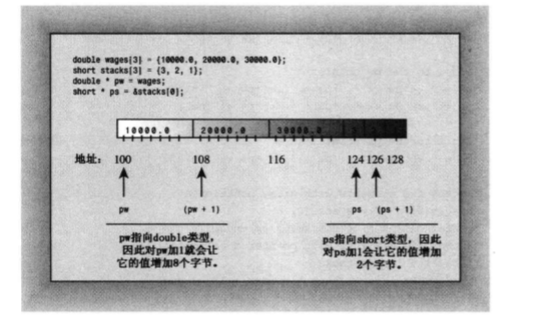 double wages[3] = {10000.0, 20000.0, 30000.0};
short stacks[3] = {3, 2, 1};
double * pw = wages;
short * ps = &stacks[0];
10000.0 20000.0 30000.0
地址: 100 108 116 124 126 128
pw (pw + 1) ps (ps + 1)
pw指向double类型，
因此对pw加1就会让
它的值增加8个字节。
ps指向short类型，因此
对ps加1会让它的值增加
2个字节。